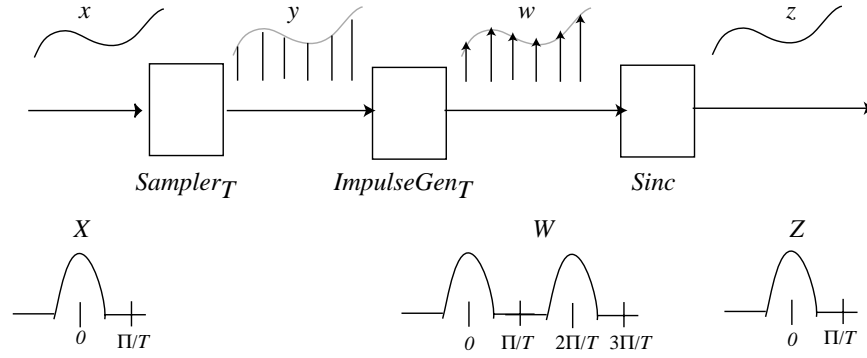 x y w z
Sampler_T ImpulseGen_T Sinc
X W Z
0 Π/T 0 Π/T 2Π/T 3Π/T 0 Π/T